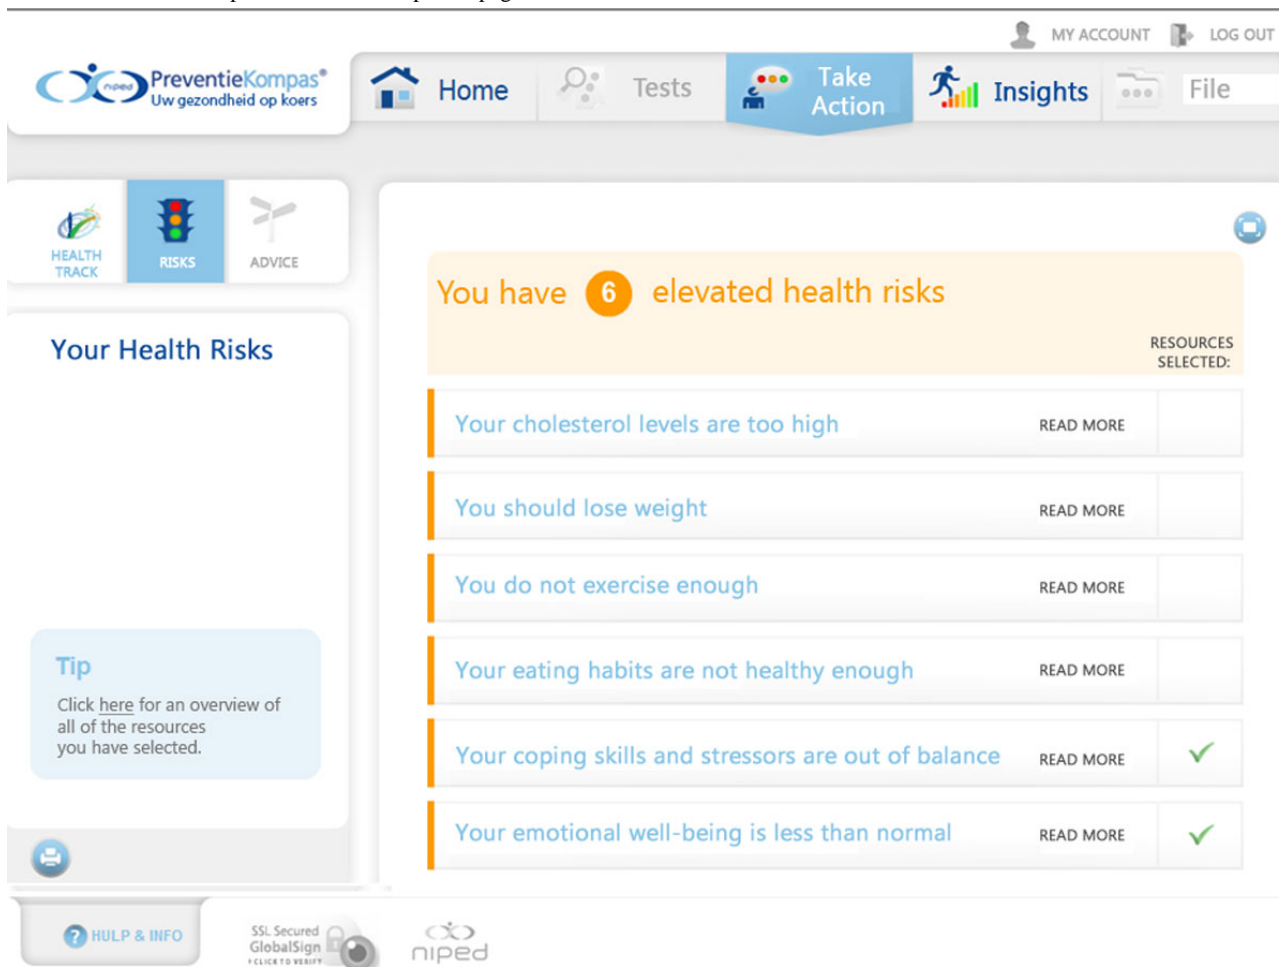 MY ACCOUNT
LOG OUT
niped
PreventieKompas®
Uw gezondheid op koers
Home
Tests
Take
Action
Insights
File
HEALTH
TRACK
RISKS
ADVICE
You have 6 elevated health risks
Your Health Risks
RESOURCES
SELECTED:
Your cholesterol levels are too high READ MORE
You should lose weight READ MORE
You do not exercise enough READ MORE
Your eating habits are not healthy enough READ MORE
Your coping skills and stressors are out of balance READ MORE
Your emotional well-being is less than normal READ MORE
Tip
Click here for an overview of
all of the resources
you have selected.
? HULP & INFO
SSL Secured
GlobalSign
CLICK TO VERIFY
niped